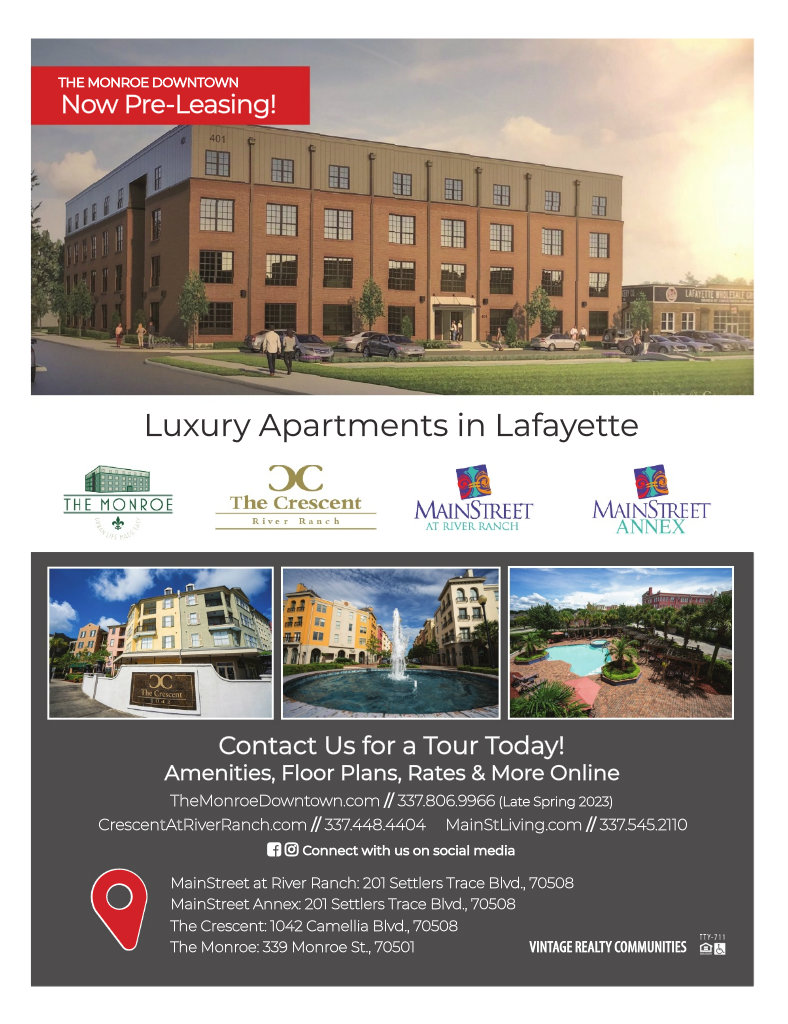 THE MONROE DOWNTOWN
Now Pre-Leasing!
401
LAFAYETTE WHOLESALE
401
Luxury Apartments in Lafayette
THE MONROE
The Crescent
River Ranch
MAINSTREET
AT RIVER RANCH
MAINSTREET
ANNEX
The Crescent
1042
Contact Us for a Tour Today!
Amenities, Floor Plans, Rates & More Online
TheMonroeDowntown.com // 337.806.9966 (Late Spring 2023)
CrescentAtRiverRanch.com // 337.448.4404 MainStLiving.com // 337.545.2110
Connect with us on social media
MainStreet at River Ranch: 201 Settlers Trace Blvd., 70508
MainStreet Annex: 201 Settlers Trace Blvd., 70508
The Crescent: 1042 Camellia Blvd., 70508
The Monroe: 339 Monroe St., 70501
TTY-711
VINTAGE REALTY COMMUNITIES